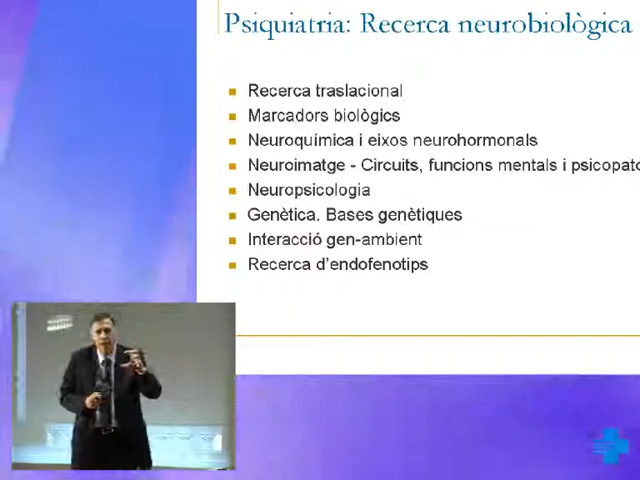 Psiquiatria: Recerca neurobiològica
Recerca traslacional
Marcadors biològics
Neuroquímica i eixos neurohormonals
Neuroimatge - Circuits, funcions mentals i psicopato
Neuropsicologia
Genètica. Bases genètiques
Interacció gen-ambient
Recerca d'endofenotips